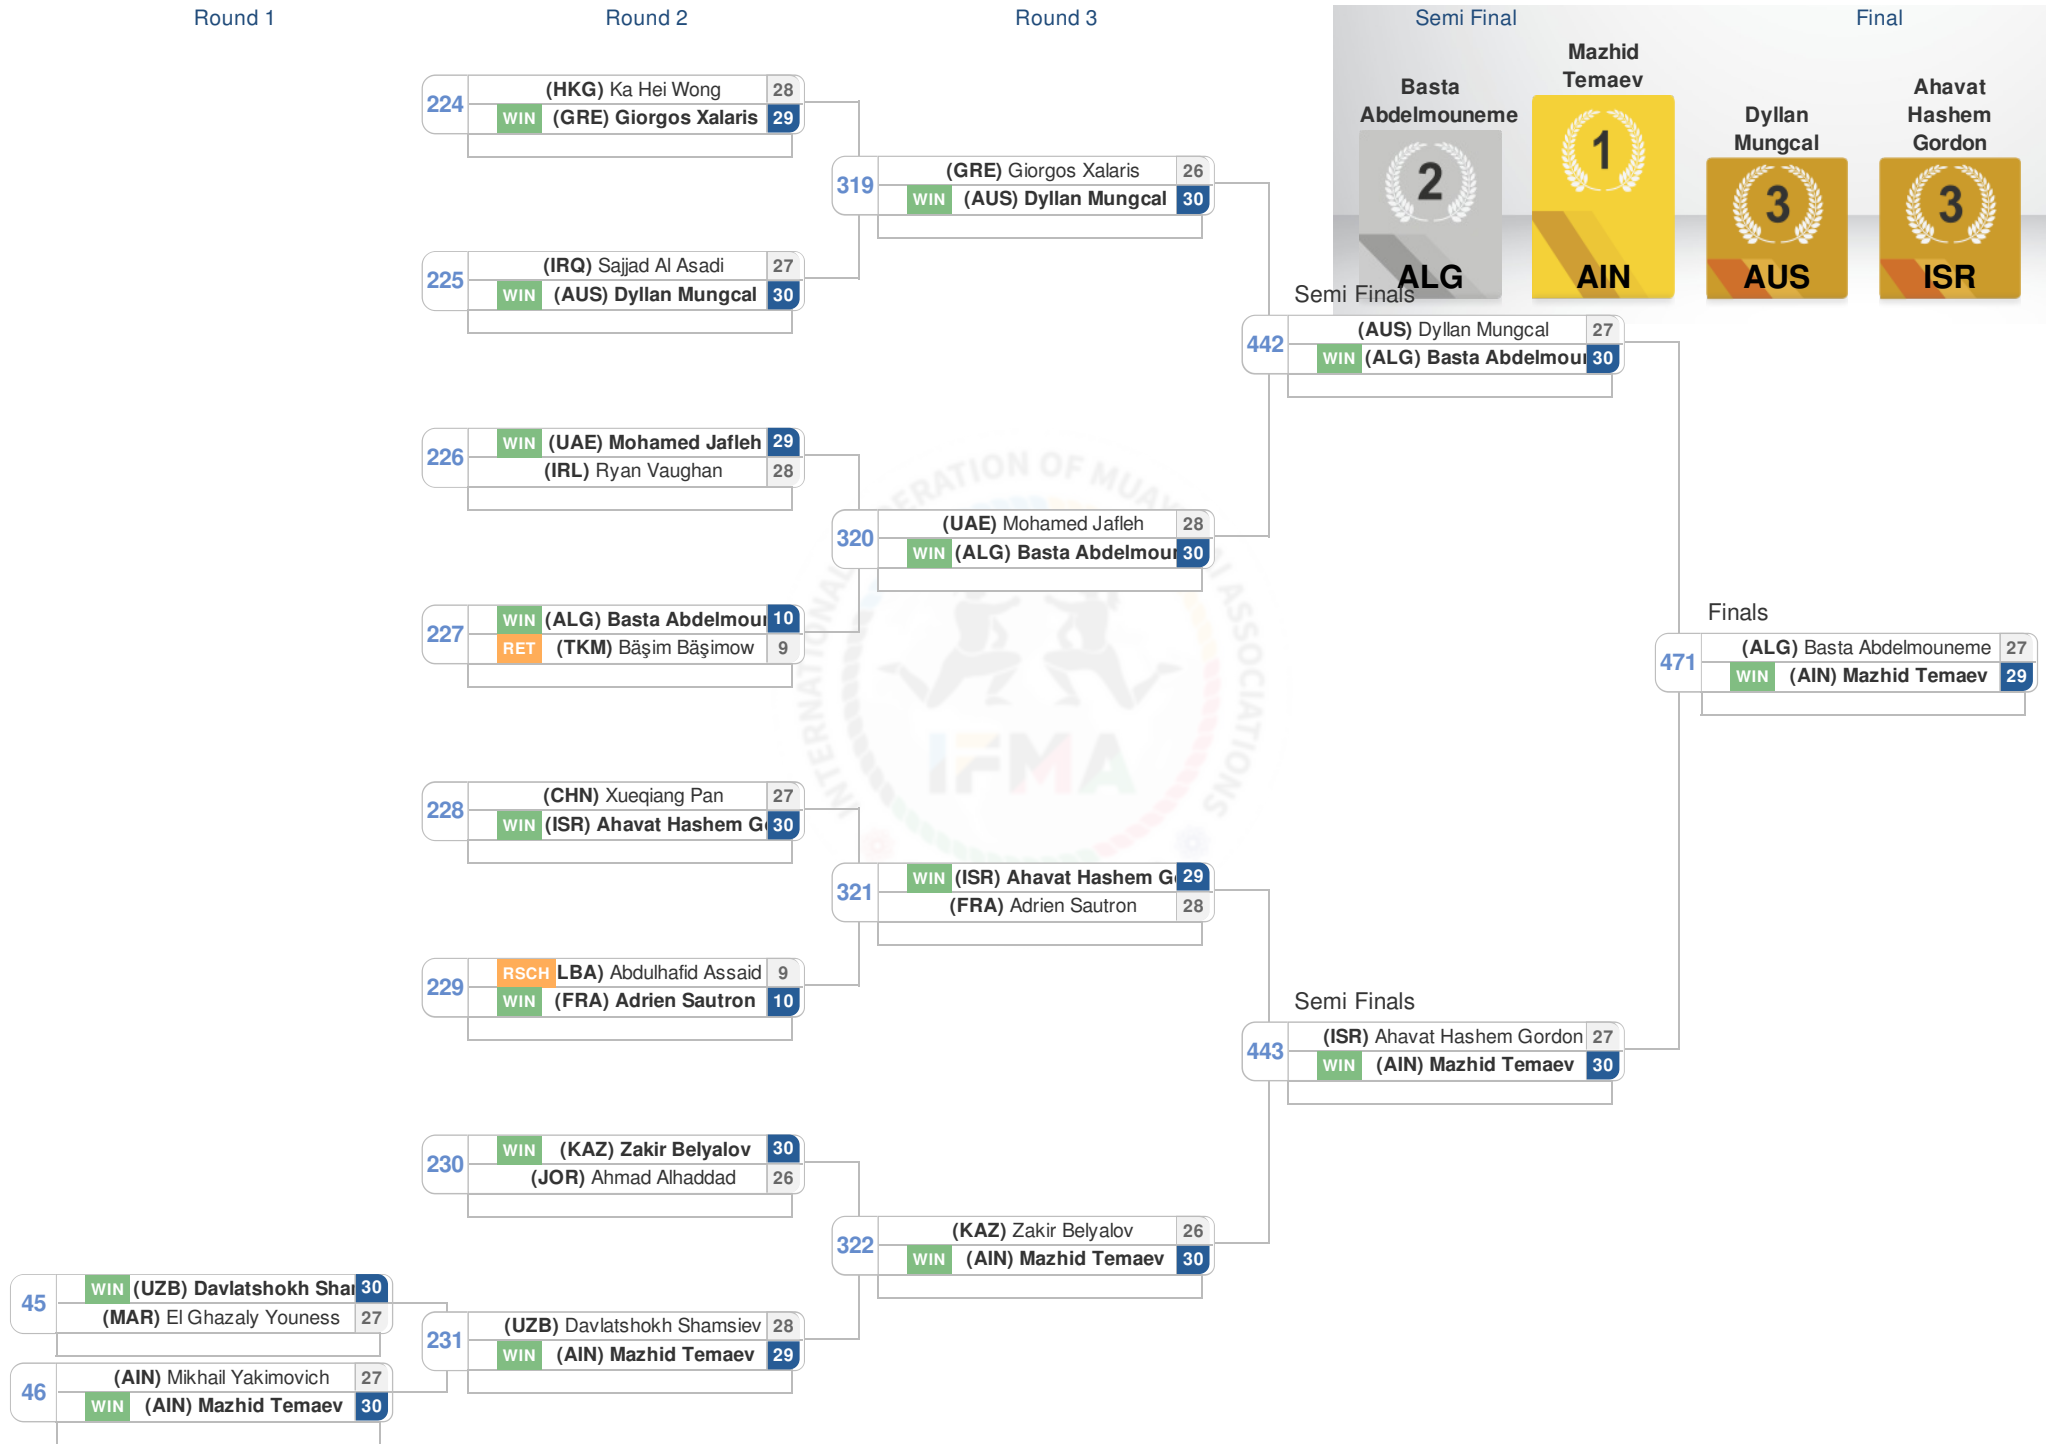 Round 1
Round 2
Round 3
Semi Final
Final
Basta
Abdelmouneme
2
ALG
Mazhid
Temaev
1
AIN
Dyllan
Mungcal
3
AUS
Ahavat
Hashem
Gordon
3
ISR
224
(HKG) Ka Hei Wong 28
WIN (GRE) Giorgos Xalaris 29
225
(IRQ) Sajjad Al Asadi 27
WIN (AUS) Dyllan Mungcal 30
226
WIN (UAE) Mohamed Jafleh 29
(IRL) Ryan Vaughan 28
227
WIN (ALG) Basta Abdelmour 10
RET (TKM) Bäşim Bäşimow 9
228
(CHN) Xueqiang Pan 27
WIN (ISR) Ahavat Hashem G 30
229
RSCH LBA) Abdulhafid Assaid 9
WIN (FRA) Adrien Sautron 10
230
WIN (KAZ) Zakir Belyalov 30
(JOR) Ahmad Alhaddad 26
45
WIN (UZB) Davlatshokh Sha 30
(MAR) El Ghazaly Youness 27
46
(AIN) Mikhail Yakimovich 27
WIN (AIN) Mazhid Temaev 30
231
(UZB) Davlatshokh Shamsiev 28
WIN (AIN) Mazhid Temaev 29
319
(GRE) Giorgos Xalaris 26
WIN (AUS) Dyllan Mungcal 30
320
(UAE) Mohamed Jafleh 28
WIN (ALG) Basta Abdelmour 30
321
WIN (ISR) Ahavat Hashem G 29
(FRA) Adrien Sautron 28
322
(KAZ) Zakir Belyalov 26
WIN (AIN) Mazhid Temaev 30
Semi Finals
442
(AUS) Dyllan Mungcal 27
WIN (ALG) Basta Abdelmour 30
Semi Finals
443
(ISR) Ahavat Hashem Gordon 27
WIN (AIN) Mazhid Temaev 30
Finals
471
(ALG) Basta Abdelmouneme 27
WIN (AIN) Mazhid Temaev 29
INTERNATIONAL
ASSOCIATIONS
IFMA